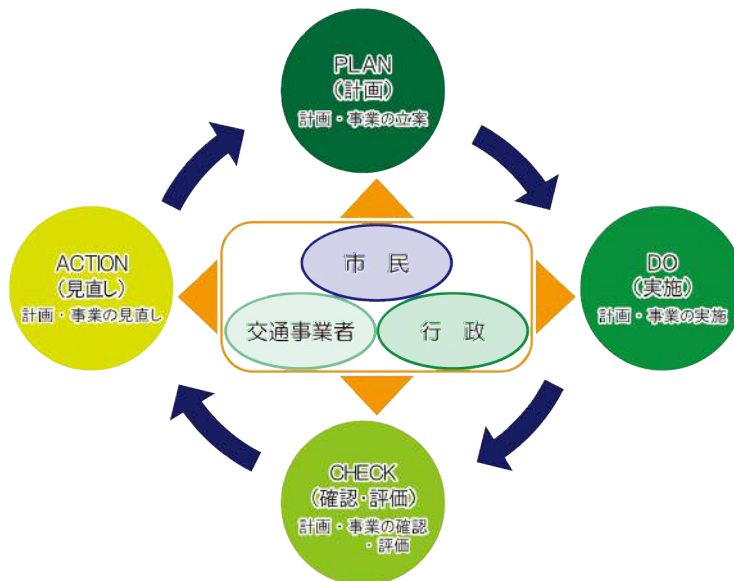 PLAN
(計画)
計画・事業の立案
ACTION
(見直し)
計画・事業の見直し
市 民
交通事業者
行 政
DO
(実施)
計画・事業の実施
CHECK
(確認・評価)
計画・事業の確認
・評価